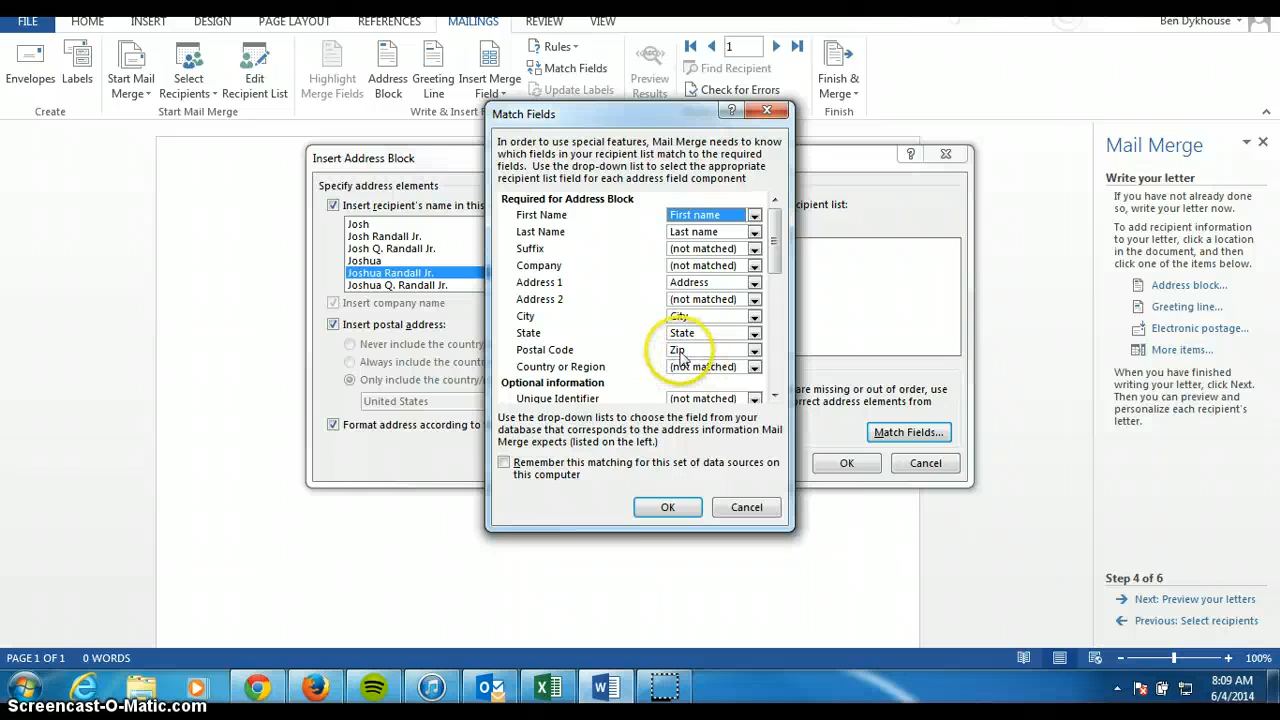 FILE HOME INSERT DESIGN PAGE LAYOUT REFERENCES MAILINGS REVIEW VIEW Ben Dykhouse
Envelopes
Labels
Create
Start Mail
Merge
Select
Recipients
Edit
Recipient List
Start Mail Merge
Highlight
Merge Fields
Address
Block
Greeting
Line
Insert Merge
Field
Rules
Match Fields
Update Labels
Write & Insert F
Preview
Results
1
Find Recipient
Check for Errors
Finish &
Merge
Finish
Insert Address Block
Specify address elements
Insert recipient's name in this
Josh
Josh Randall Jr.
Josh Q. Randall Jr.
Joshua
Joshua Randall Jr.
Joshua Q. Randall Jr.
Insert company name
Insert postal address:
Never include the country/
Always include the country/
Only include the country/
United States
Format address according to
Match Fields
In order to use special features, Mail Merge needs to know
which fields in your recipient list match to the required
fields. Use the drop-down list to select the appropriate
recipient list field for each address field component
Required for Address Block
First Name First name
Last Name Last name
Suffix (not matched)
Company (not matched)
Address 1 Address
Address 2 (not matched)
City City
State State
Postal Code Zip
Country or Region (not matched)
Optional information
Unique Identifier (not matched)
Use the drop-down lists to choose the field from your
database that corresponds to the address information Mail
Merge expects (listed on the left.)
Remember this matching for this set of data sources on
this computer
OK Cancel
cipient list:
are missing or out of order, use
rrect address elements from
Match Fields...
OK Cancel
Mail Merge
Write your letter
If you have not already done
so, write your letter now.
To add recipient information
to your letter, click a location
in the document, and then
click one of the items below.
Address block...
Greeting line...
Electronic postage...
More items...
When you have finished
writing your letter, click Next.
Then you can preview and
personalize each recipient's
letter.
Step 4 of 6
Next: Preview your letters
Previous: Select recipients
PAGE 1 OF 1 0 WORDS 100%
8:09 AM
6/4/2014
Screencast-O-Matic.com